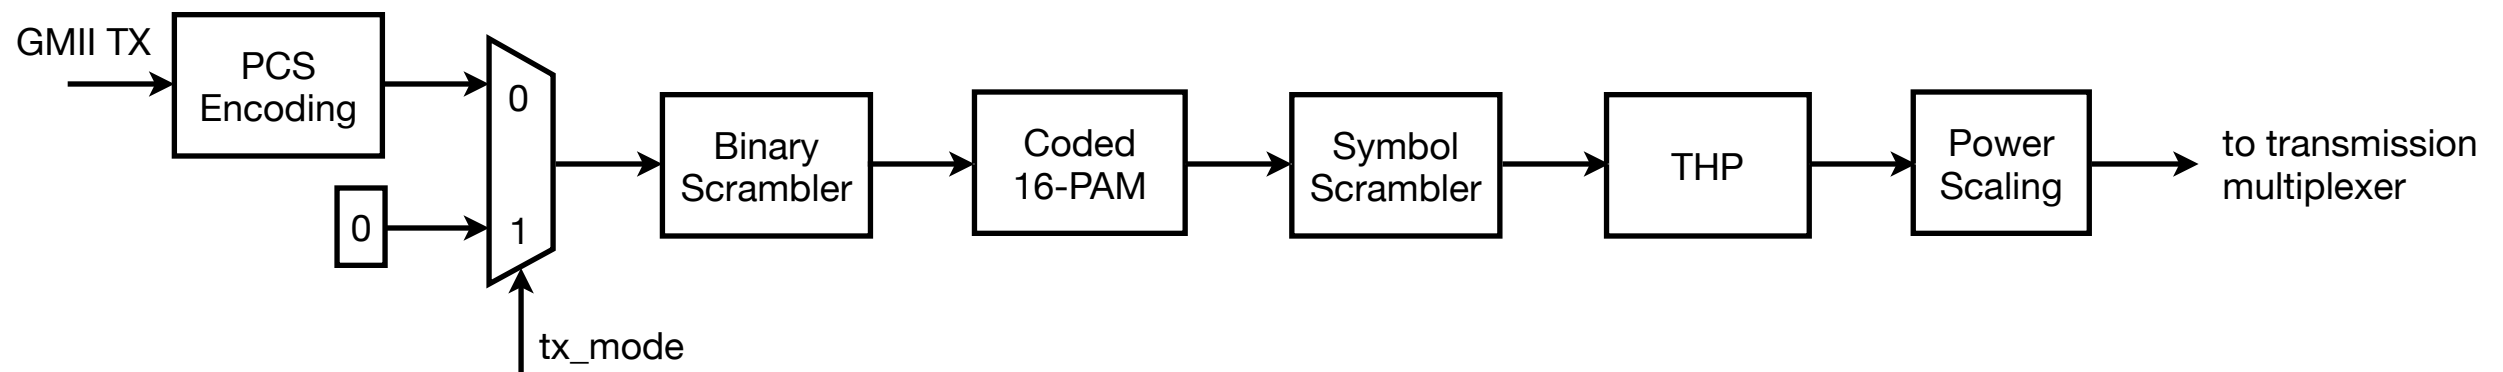 GMII TX
PCS
Encoding
0
0
1
tx_mode
Binary
Scrambler
Coded
16-PAM
Symbol
Scrambler
THP
Power
Scaling
to transmission
multiplexer